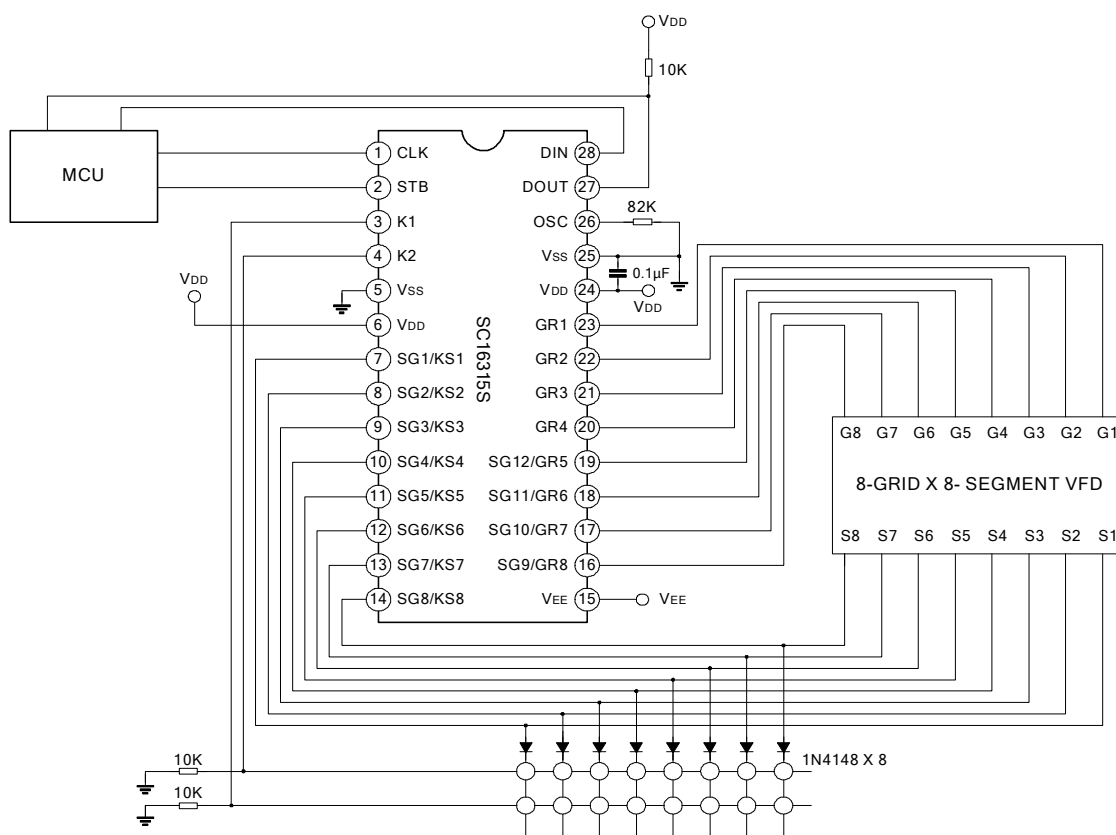 VDD
10K
MCU
1 CLK
DIN 28
2 STB
DOUT 27
82K
3 K1
OSC 26
4 K2
VSS 25
0.1μF
VDD
5 VSS
VDD 24
VDD
6 VDD
GR1 23
SC16315S
7 SG1/KS1
GR2 22
8 SG2/KS2
GR3 21
9 SG3/KS3
GR4 20
10 SG4/KS4
SG12/GR5 19
11 SG5/KS5
SG11/GR6 18
12 SG6/KS6
SG10/GR7 17
13 SG7/KS7
SG9/GR8 16
14 SG8/KS8
VEE 15
VEE
G8 G7 G6 G5 G4 G3 G2 G1
8-GRID X 8- SEGMENT VFD
S8 S7 S6 S5 S4 S3 S2 S1
10K
1N4148 X 8
10K